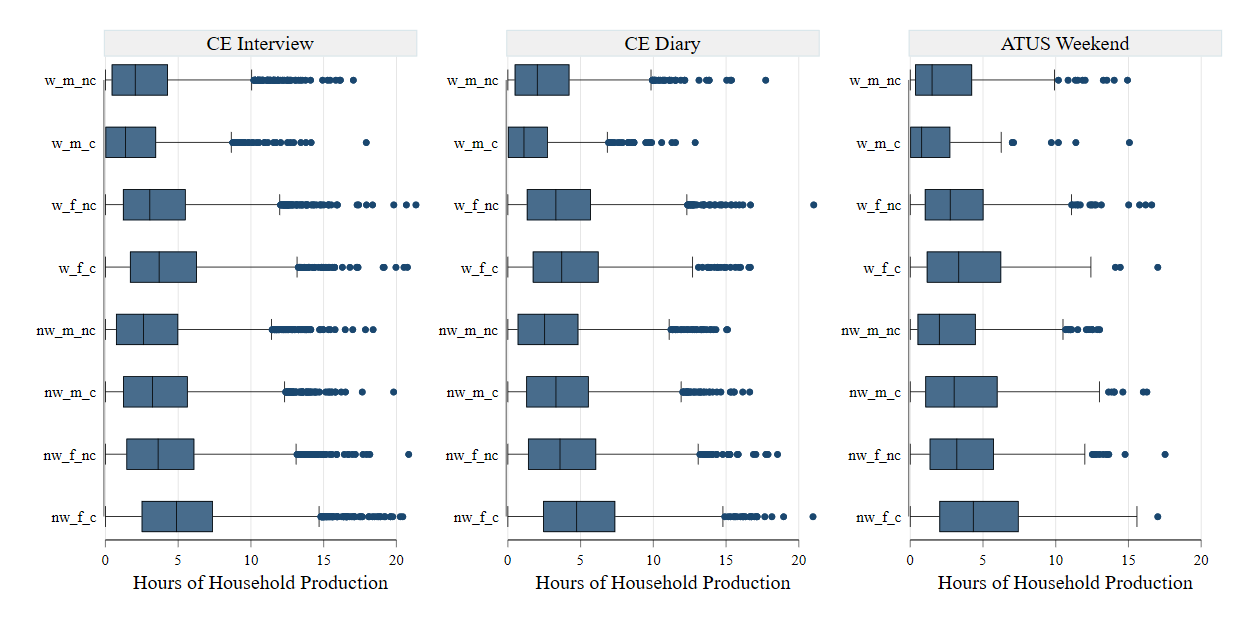 CE Interview
w_m_nc
w_m_c
w_f_nc
w_f_c
nw_m_nc
nw_m_c
nw_f_nc
nw_f_c
0 5 10 15 20
Hours of Household Production
CE Diary
w_m_nc
w_m_c
w_f_nc
w_f_c
nw_m_nc
nw_m_c
nw_f_nc
nw_f_c
0 5 10 15 20
Hours of Household Production
ATUS Weekend
w_m_nc
w_m_c
w_f_nc
w_f_c
nw_m_nc
nw_m_c
nw_f_nc
nw_f_c
0 5 10 15 20
Hours of Household Production